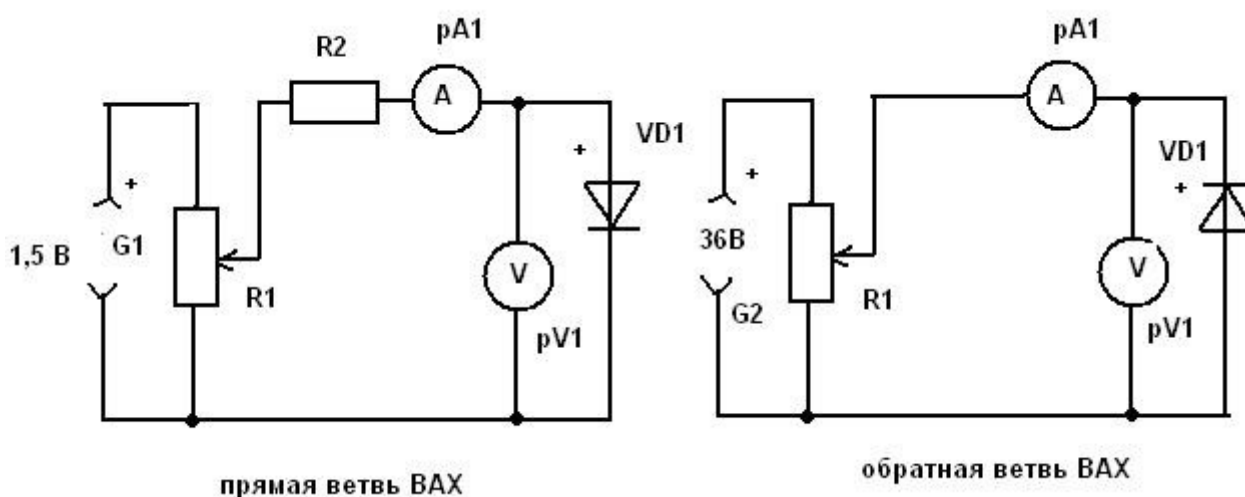 pA1
R2
A
+
VD1
+
1,5 В
G1
R1
V
pV1
прямая ветвь ВАХ
pA1
A
VD1
+
+
36В
G2
R1
V
pV1
обратная ветвь ВАХ